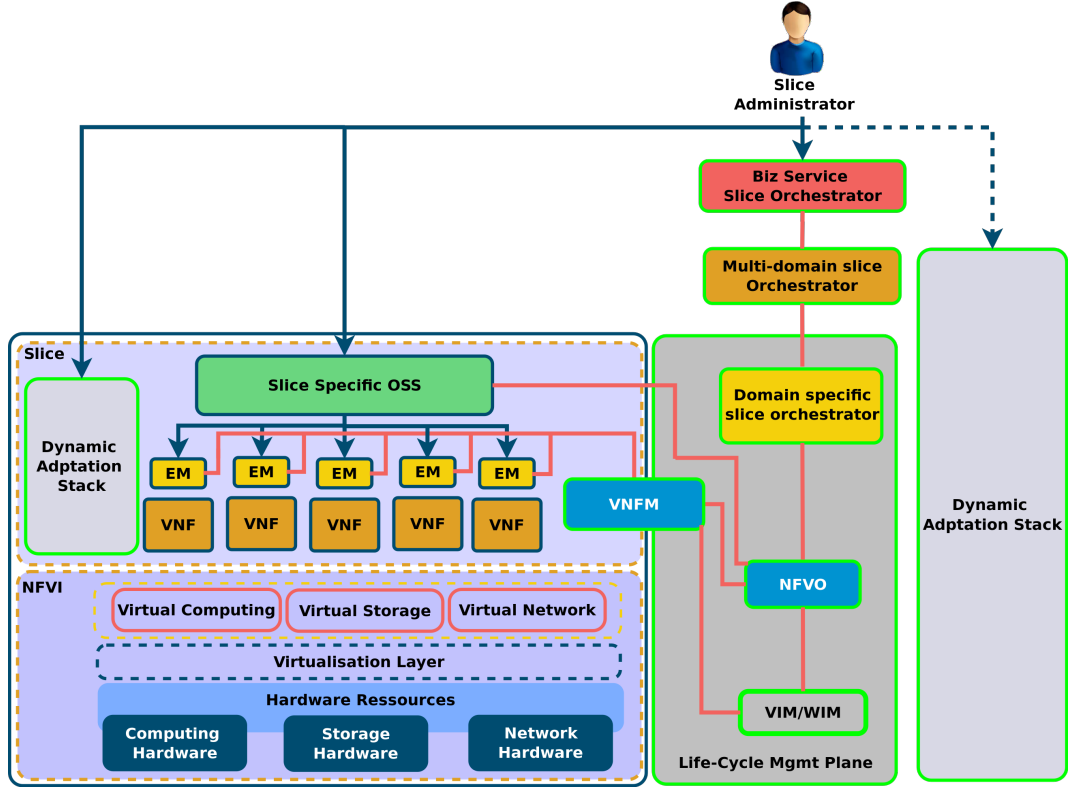 Slice
Administrator
Biz Service
Slice Orchestrator
Multi-domain slice
Orchestrator
Slice
Slice Specific OSS
Domain specific
slice orchestrator
Dynamic
Adptation
Stack
EM
EM
EM
EM
EM
VNF
VNF
VNF
VNF
VNF
VNFM
NFVO
VIM/WIM
Life-Cycle Mgmt Plane
Dynamic
Adptation Stack
NFVI
Virtual Computing
Virtual Storage
Virtual Network
Virtualisation Layer
Hardware Ressources
Computing
Hardware
Storage
Hardware
Network
Hardware